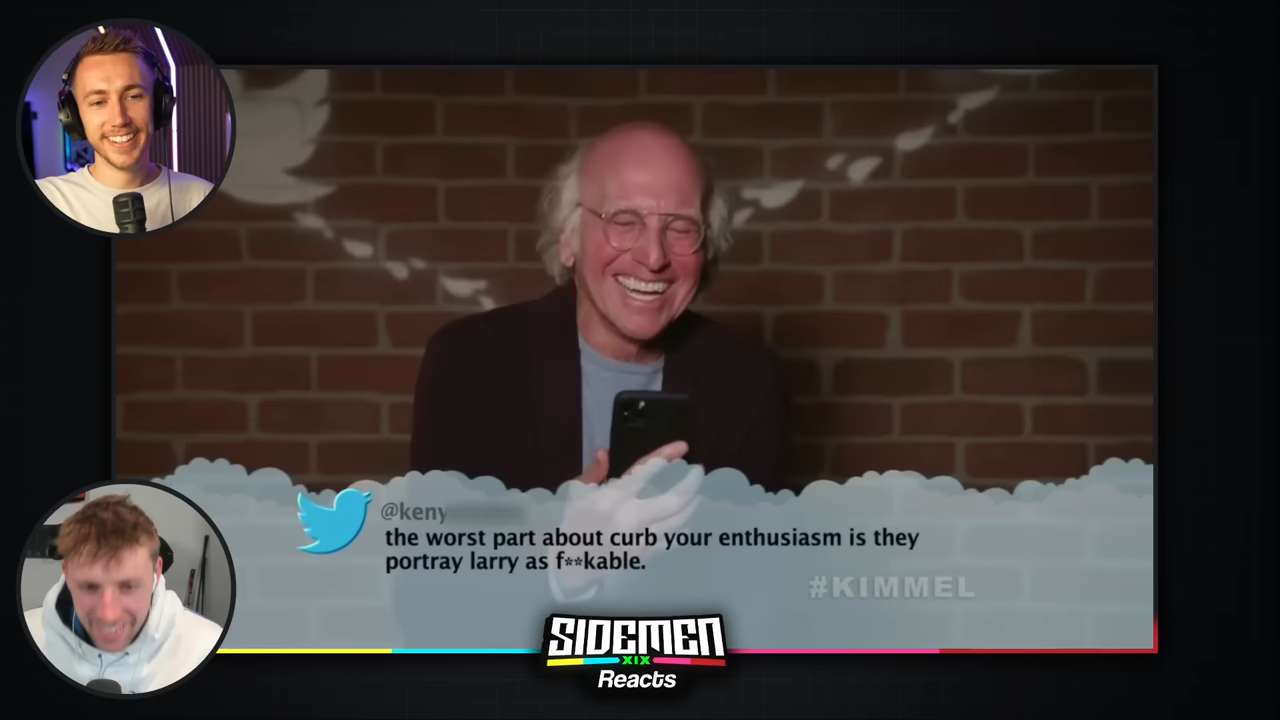 @keny
the worst part about curb your enthusiasm is they
portray larry as f**kable.
#KIMMEL
SIDEMEN
XIX
Reacts